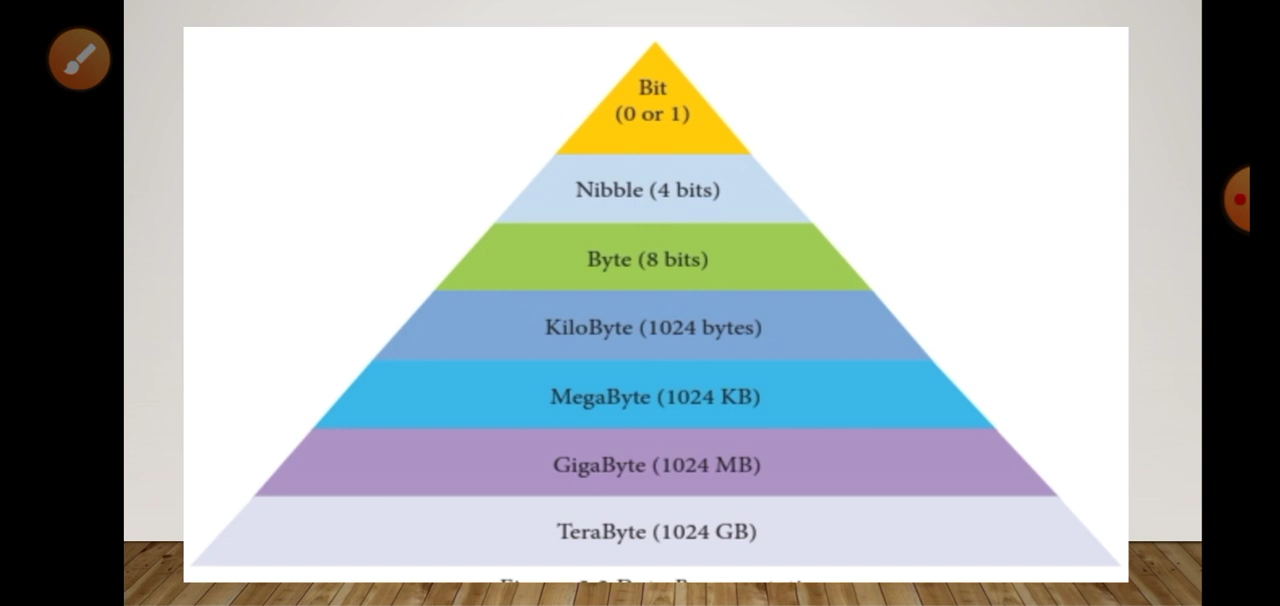 Bit
(0 or 1)
Nibble (4 bits)
Byte (8 bits)
KiloByte (1024 bytes)
MegaByte (1024 KB)
GigaByte (1024 MB)
TeraByte (1024 GB)